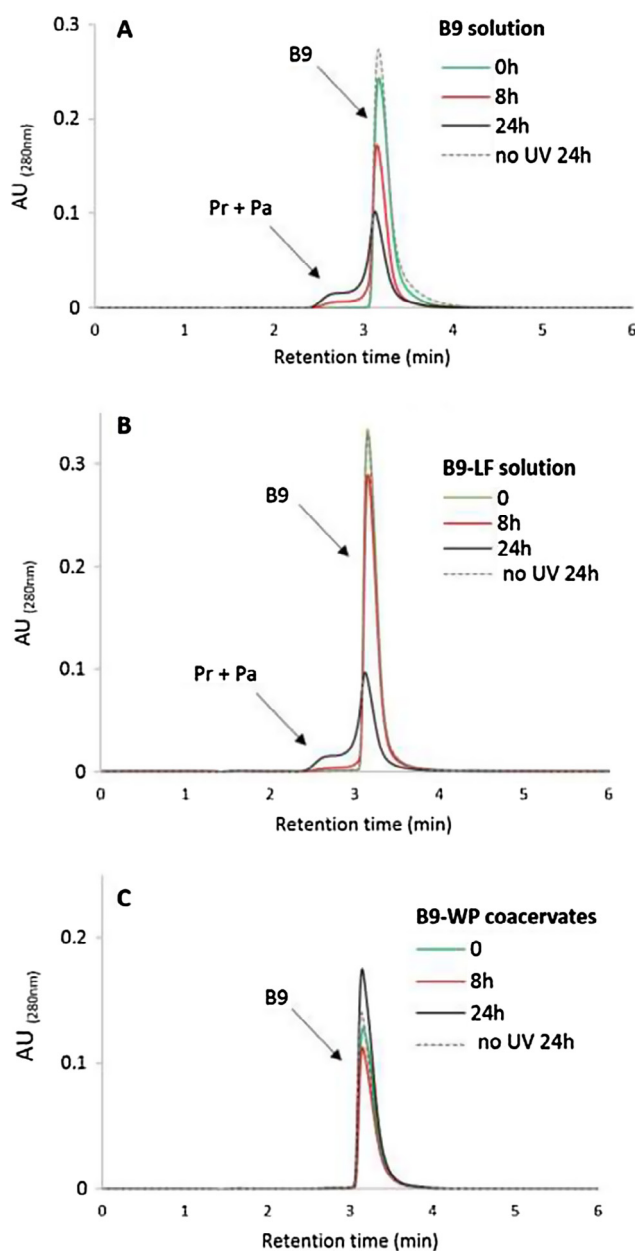 A
B9 solution
0h
8h
24h
no UV 24h
B9
Pr + Pa
AU (280nm)
0.3
0.2
0.1
0
0 1 2 3 4 5 6
Retention time (min)
B
B9-LF solution
0
8h
24h
no UV 24h
B9
Pr + Pa
AU (280nm)
0.3
0.2
0.1
0
0 1 2 3 4 5 6
Retention time (min)
C
B9-WP coacervates
0
8h
24h
no UV 24h
B9
AU (280nm)
0.2
0.1
0
0 1 2 3 4 5 6
Retention time (min)